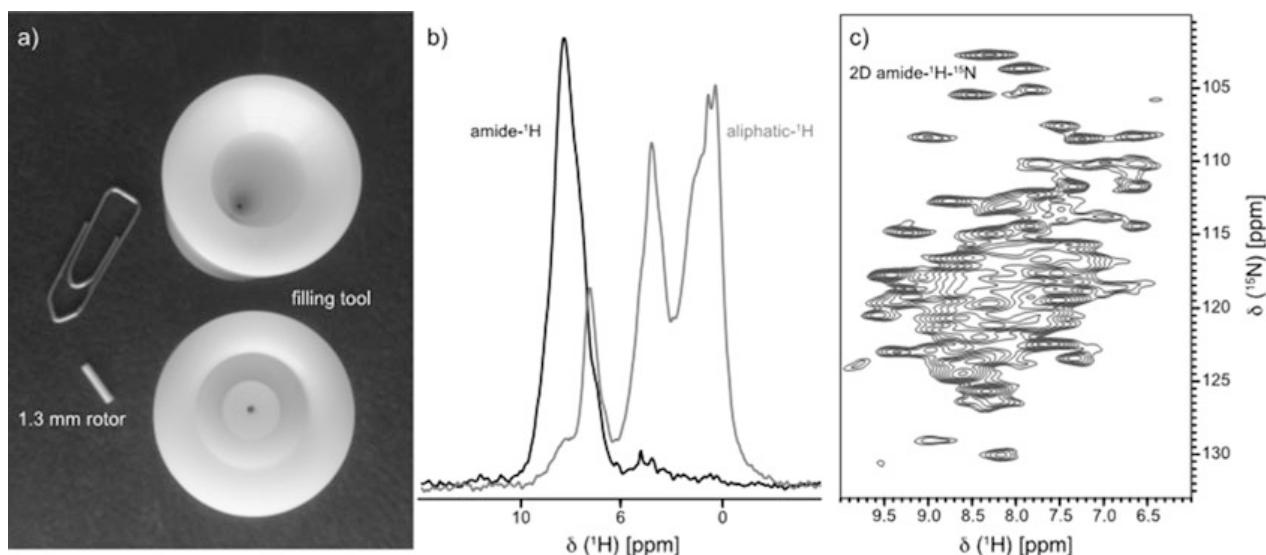 a)
filling tool
1.3 mm rotor
b)
amide-¹H
aliphatic-¹H
10 6 0
δ (¹H) [ppm]
c)
2D amide-¹H-¹⁵N
105
110
115
120
125
130
δ (¹⁵N) [ppm]
9.5 9.0 8.5 8.0 7.5 7.0 6.5
δ (¹H) [ppm]